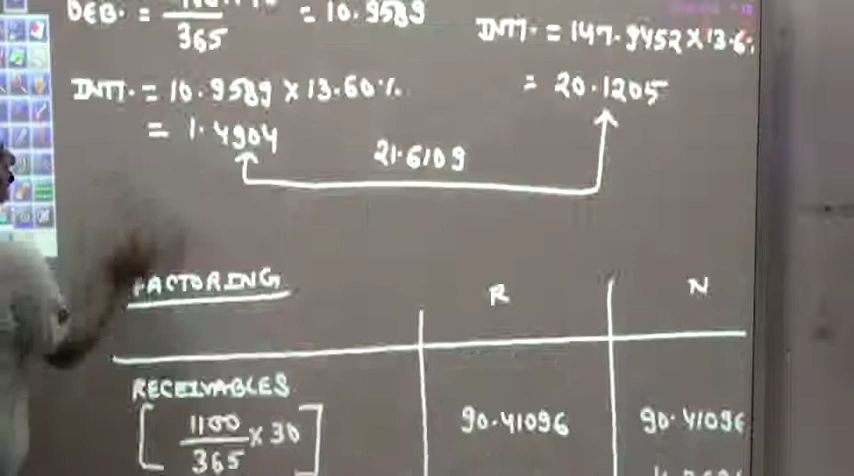 DEB. = ──── = 10.9589
365
INTT. = 147.9452 × 13.6%
INTT. = 10.9589 × 13.60%
= 20.1205
= 1.4904
21.6109
FACTORING
R
N
RECEIVABLES
[1100/365 × 30]
90.41096
90.41096